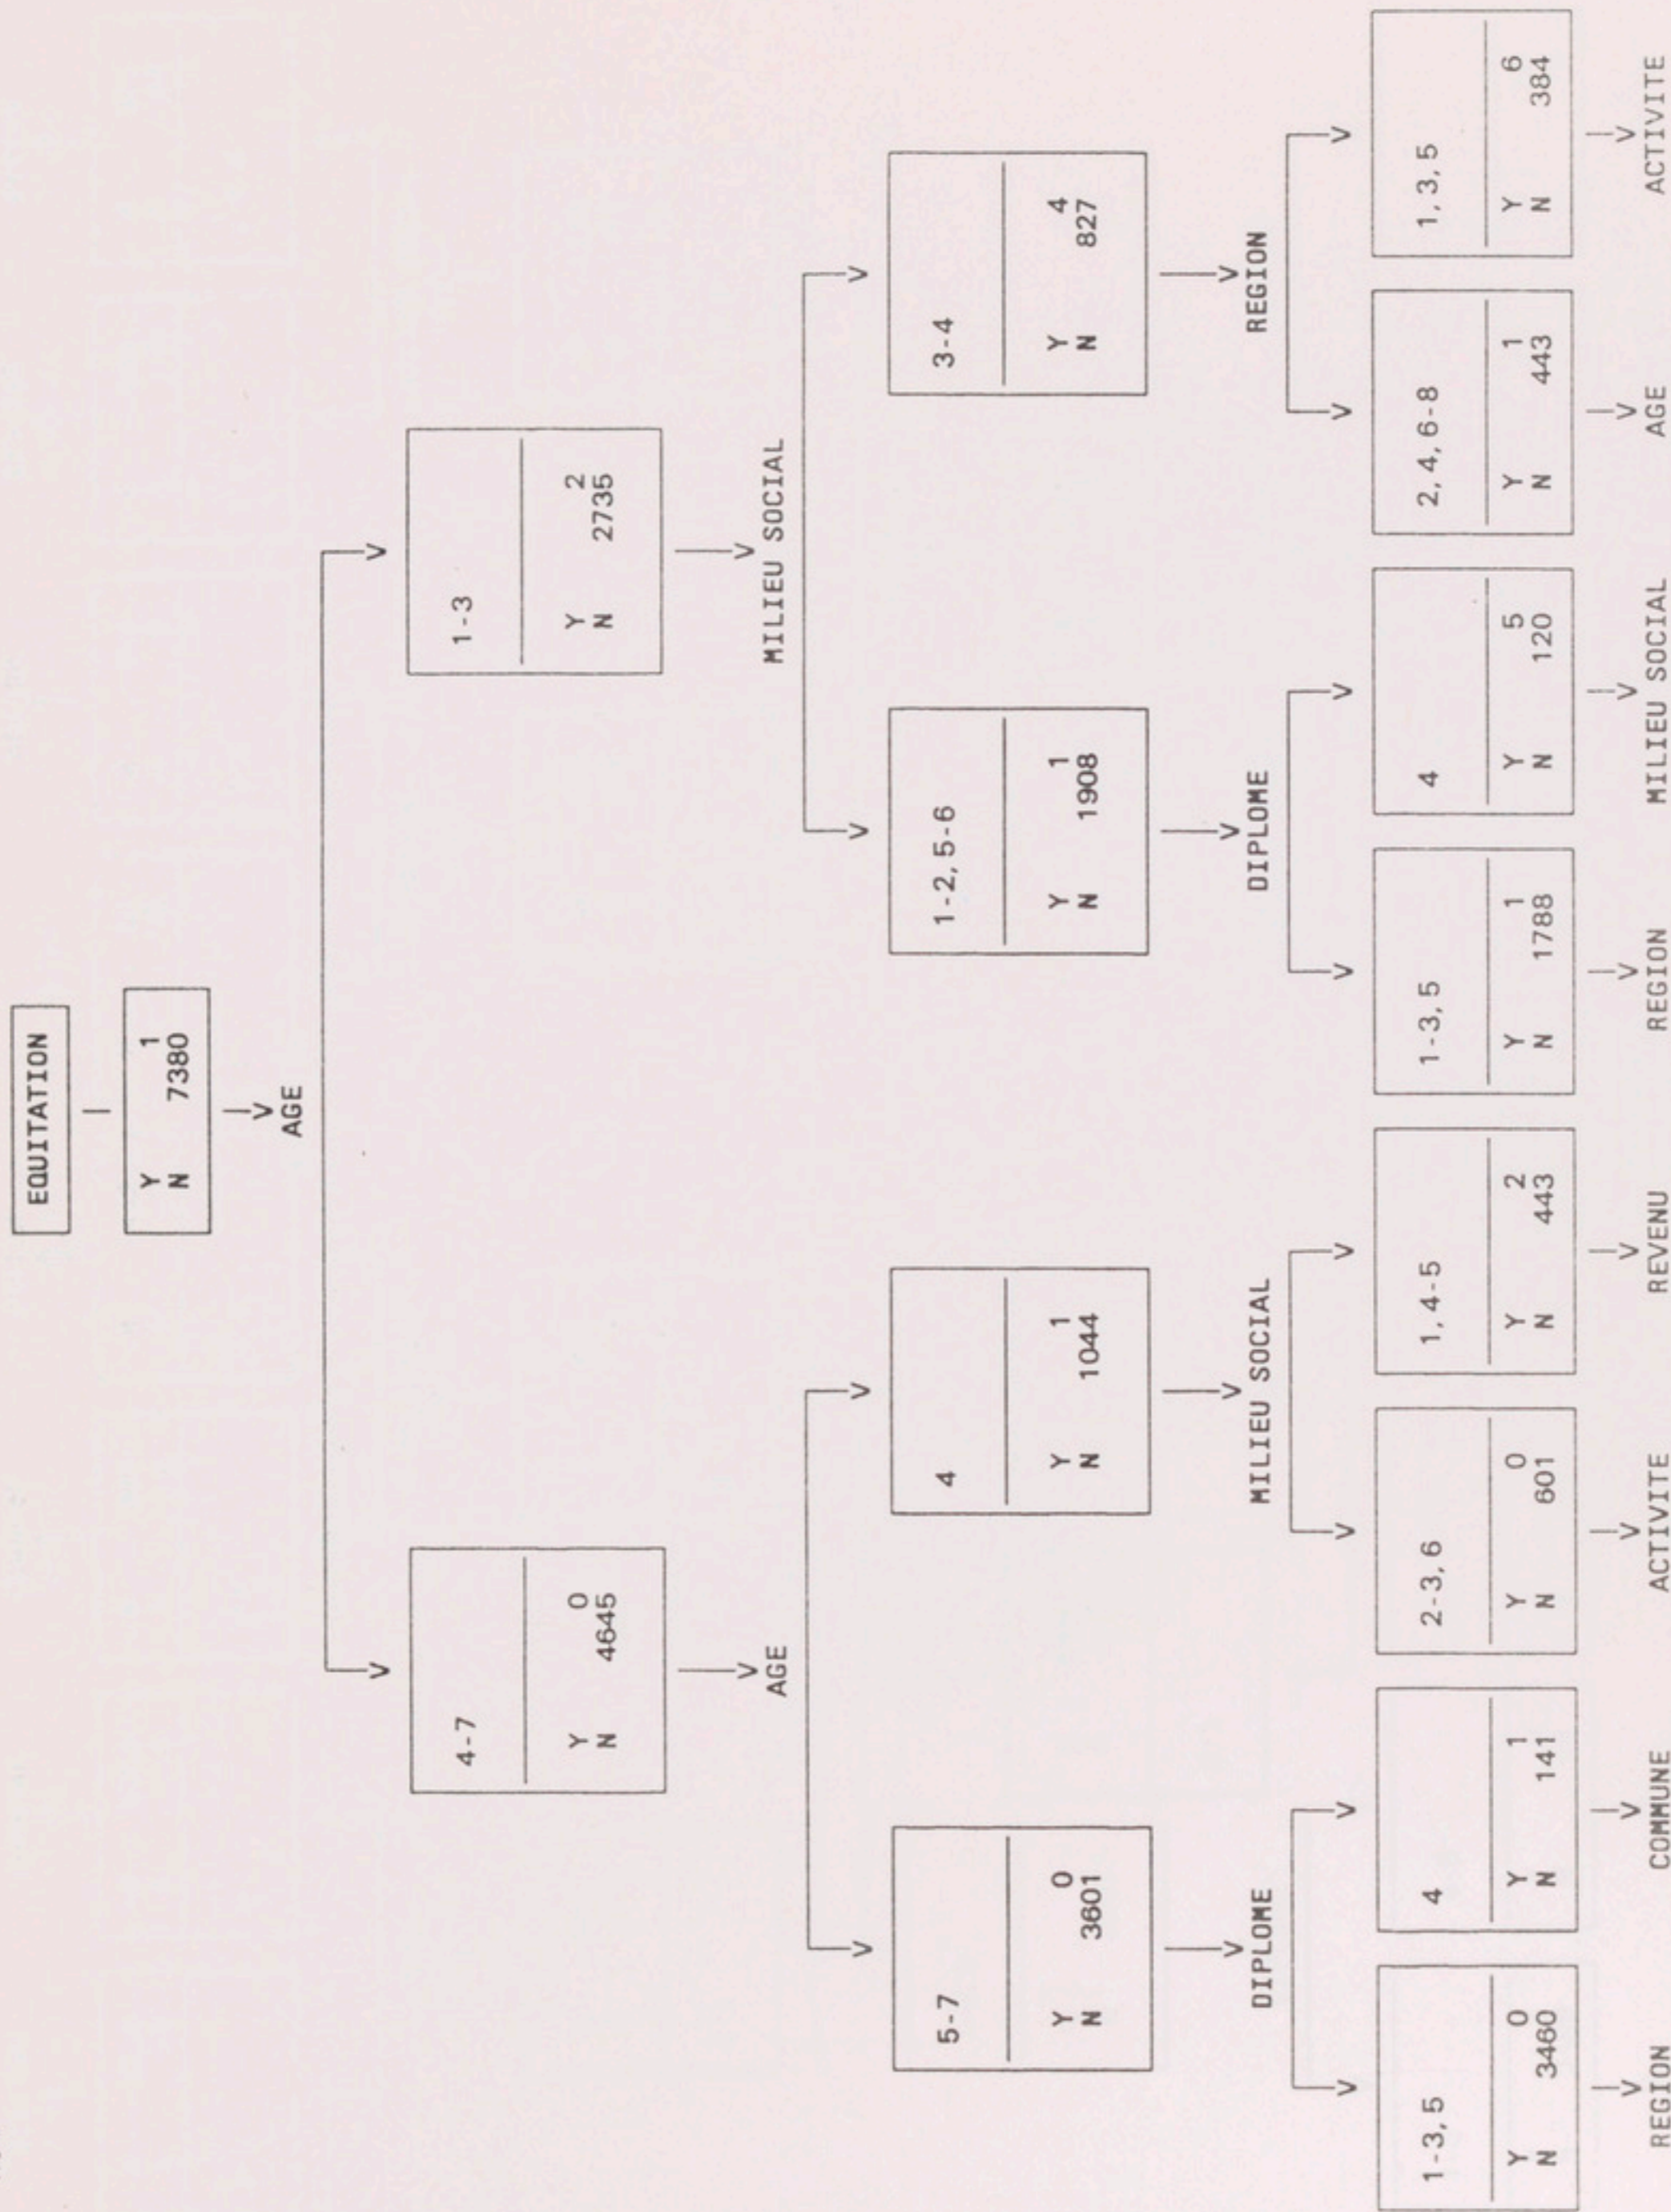 EQUITATION
Y 1
N 7380
AGE
4-7
Y 0
N 4645
1-3
Y 2
N 2735
AGE
MILIEU SOCIAL
5-7
Y 0
N 3601
4
Y 1
N 1044
1-2, 5-6
Y 1
N 1908
3-4
Y 4
N 827
DIPLOME
MILIEU SOCIAL
DIPLOME
REGION
1-3, 5
Y 0
N 3460
4
Y 1
N 141
2-3, 6
Y 0
N 601
1, 4-5
Y 2
N 443
1-3, 5
Y 1
N 1788
4
Y 5
N 120
2, 4, 6-8
Y 1
N 443
1, 3, 5
Y 6
N 384
REGION
COMMUNE
ACTIVITE
REVENU
REGION
MILIEU SOCIAL
AGE
ACTIVITE